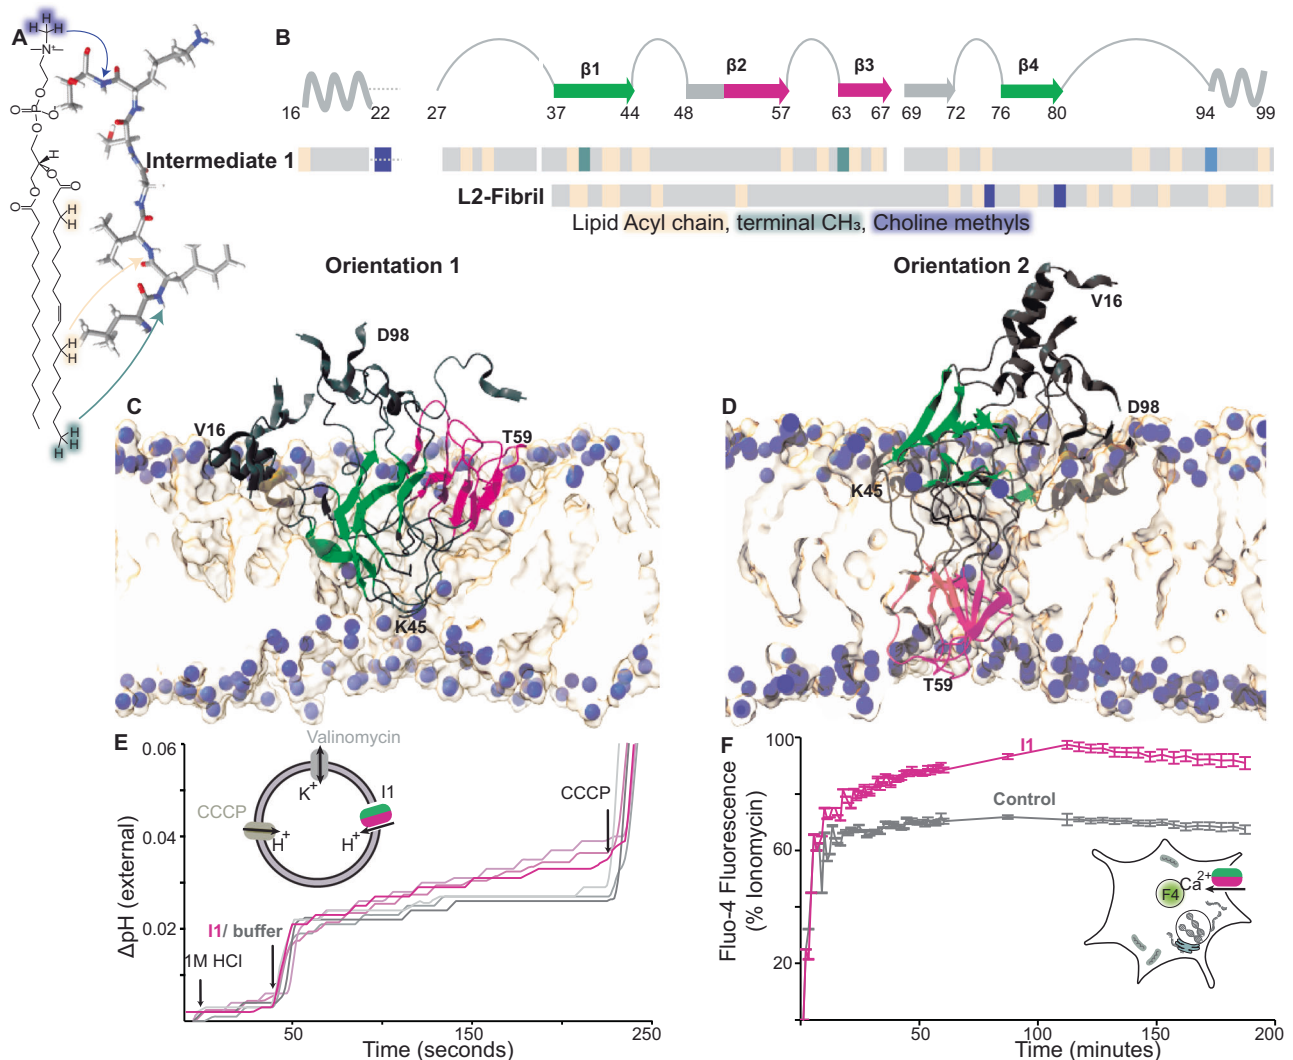 A
H
H H
N⁺
O
P
O⁻
O
O
H
O
O
O
O
H
H
H
H
H
H
H
B
β1
β2
β3
β4
16 22 27 37 44 48 57 63 67 69 72 76 80 94 99
Intermediate 1
L2-Fibril
Lipid Acyl chain, terminal CH₃, Choline methyls
Orientation 1
Orientation 2
C
D98
V16
T59
K45
D
V16
D98
K45
T59
E
ΔpH (external)
0.06
0.04
0.02
Valinomycin
K⁺
CCCP
H⁺
I1
H⁺
CCCP
I1/ buffer
1M HCl
50 150 250
Time (seconds)
F
Fluo-4 Fluorescence
(% Ionomycin)
100
60
20
I1
Control
Ca²⁺
F4
50 100 150 200
Time (minutes)